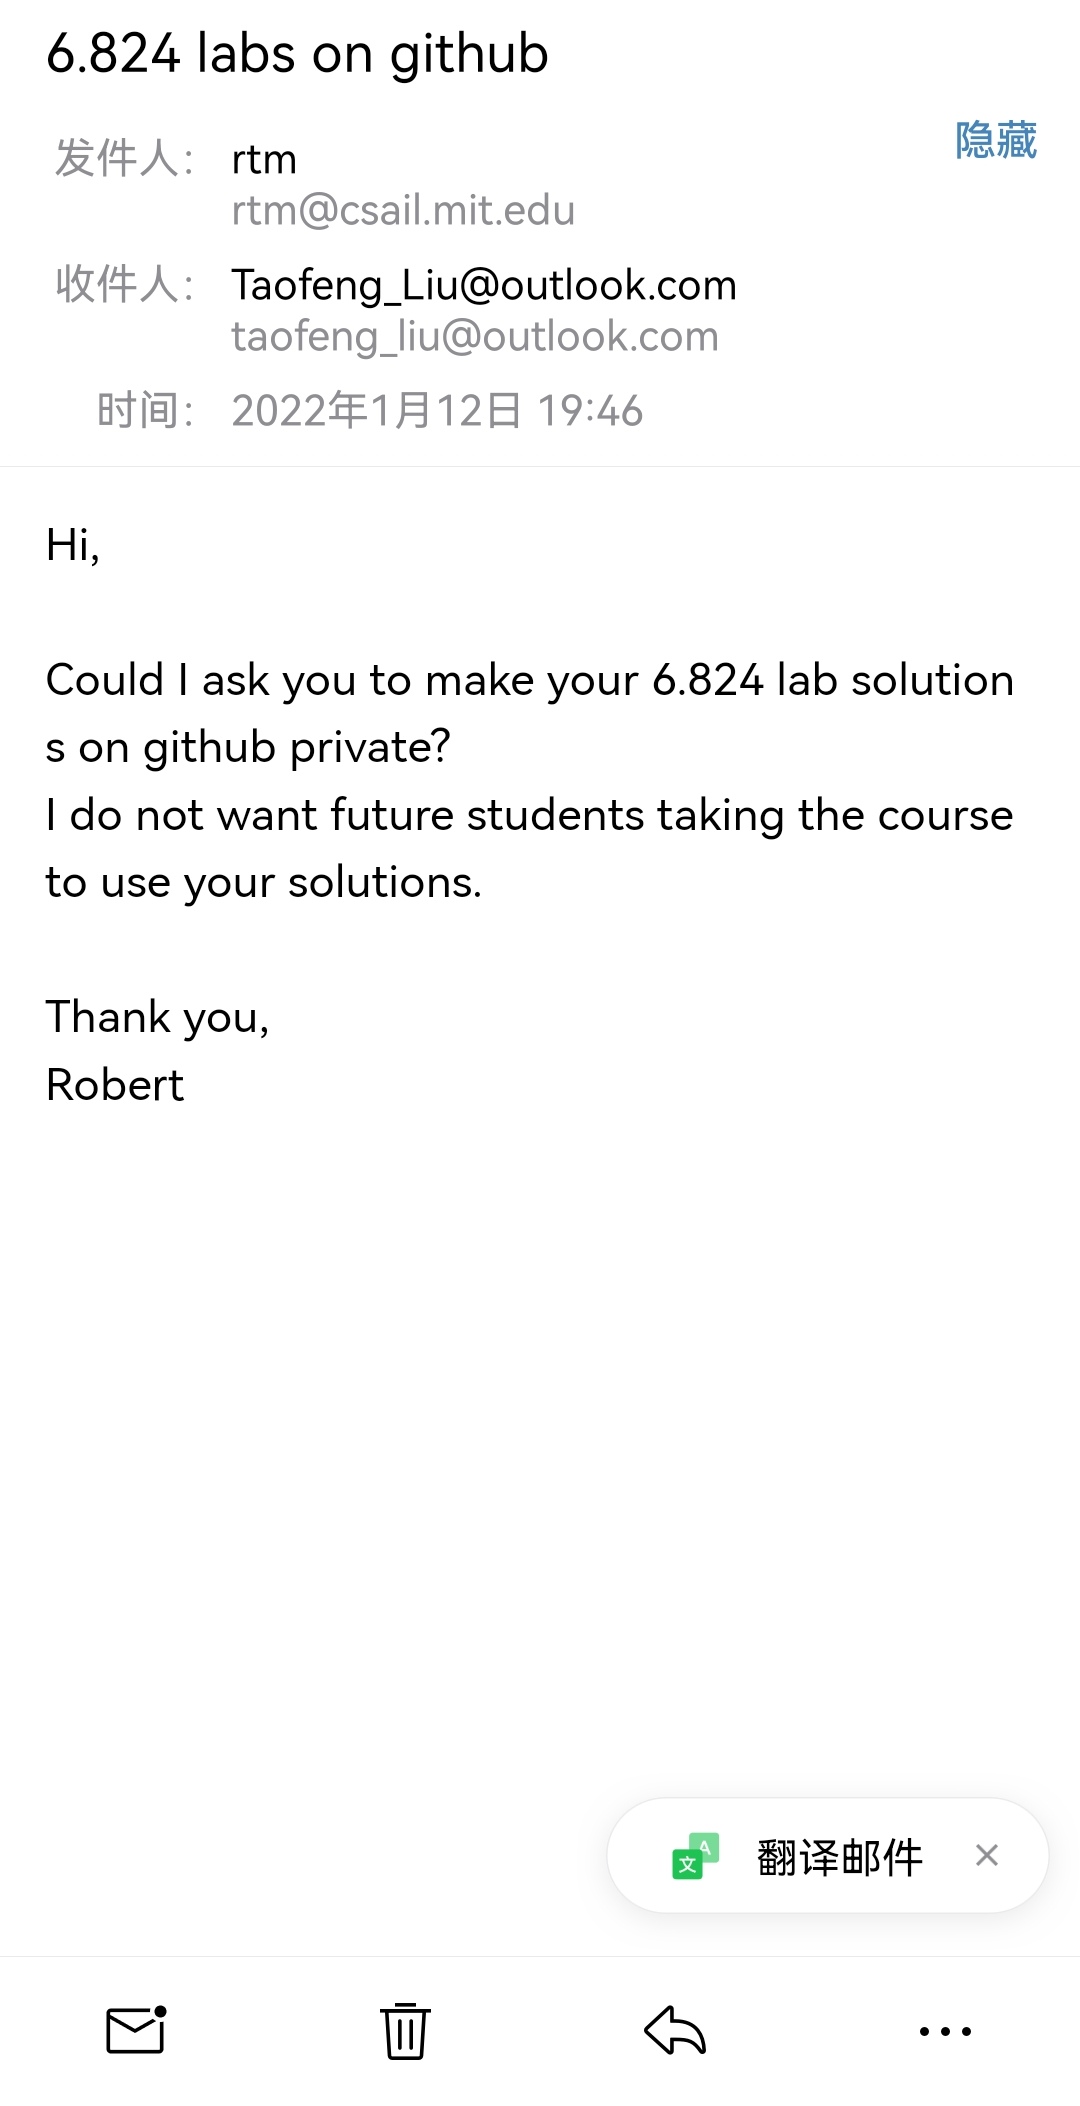 6.824 labs on github
隐藏
发件人： rtm
rtm@csail.mit.edu
收件人： Taofeng_Liu@outlook.com
taofeng_liu@outlook.com
时间： 2022年1月12日 19:46
Hi,
Could I ask you to make your 6.824 lab solution
s on github private?
I do not want future students taking the course
to use your solutions.
Thank you,
Robert
文 A 翻译邮件 ×